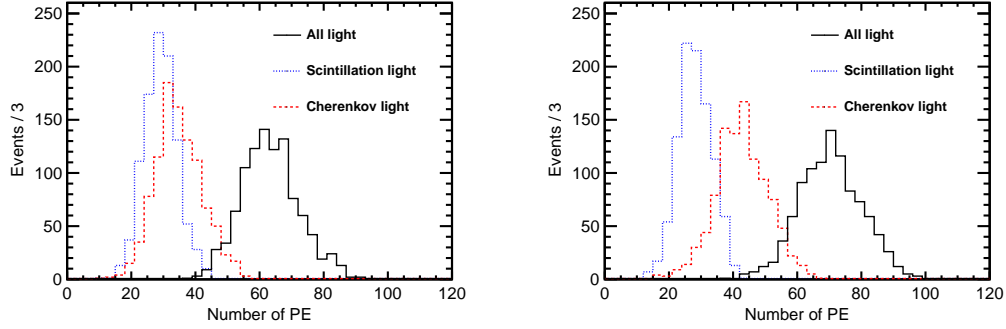 250
200
150
100
50
0
Events / 3
All light
Scintillation light
Cherenkov light
0 20 40 60 80 100 120
Number of PE
250
200
150
100
50
0
Events / 3
All light
Scintillation light
Cherenkov light
0 20 40 60 80 100 120
Number of PE